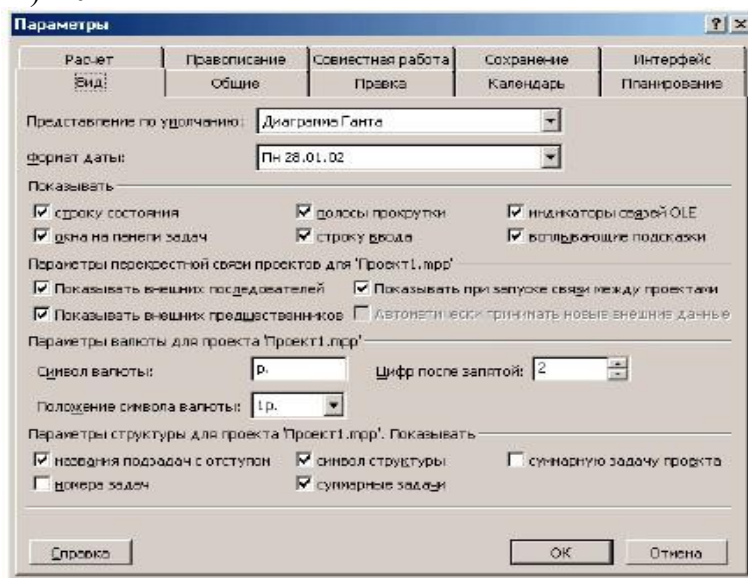 Параметры
Расчет Правописание Совместная работа Сохранение Интерфейс
Вид Общие Правка Календарь Планирование
Представление по умолчанию: Диаграмма Ганта
Формат даты: Пн 28.01.02
Показывать
строку состояния полосы прокрутки индикаторы связей OLE
окна на панели задач строку ввода всплывающие подсказки
Параметры перекрестной связи проектов для 'Проект1.mpp'
Показывать внешних последователей Показывать при запуске связи между проектами
Показывать внешних предшественников Автоматически принимать новые внешние данные
Параметры валюты для проекта 'Проект1.mpp'
Символ валюты: р. Цифр после запятой: 2
Положение символа валюты: 1р.
Параметры структуры для проекта 'Проект1.mpp'. Показывать
названия подзадач с отступом символ структуры суммарную задачу проекта
номера задач суммарные задачи
Справка ОК Отмена